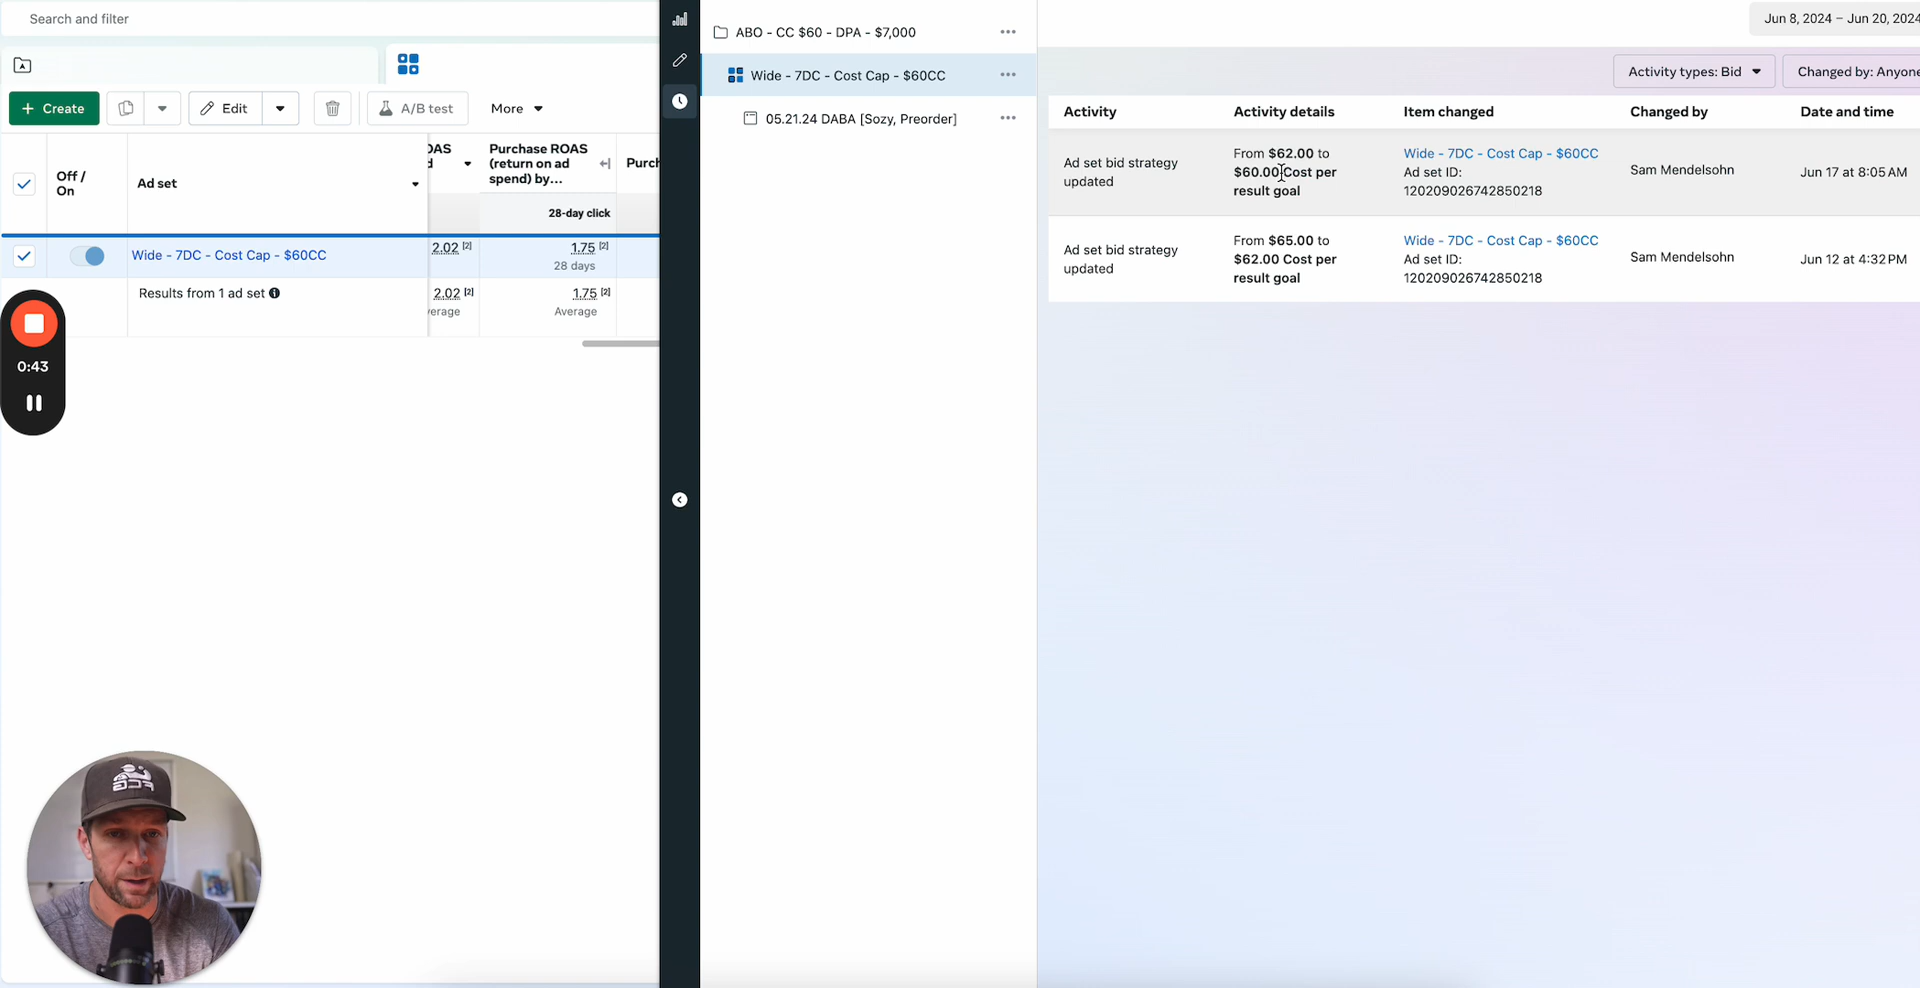 Search and filter
Create
Edit
A/B test
More
Off /
On
Ad set
OAS
d
Purchase ROAS
(return on ad
spend) by...
28-day click
Purch
Wide - 7DC - Cost Cap - $60CC
2.02 [2]
1.75 [2]
28 days
Results from 1 ad set
2.02 [2]
verage
1.75 [2]
Average
0:43
ABO - CC $60 - DPA - $7,000
Wide - 7DC - Cost Cap - $60CC
05.21.24 DABA [Sozy, Preorder]
Jun 8, 2024 – Jun 20, 2024
Activity types: Bid
Changed by: Anyone
Activity
Activity details
Item changed
Changed by
Date and time
Ad set bid strategy
updated
From $62.00 to
$60.00 Cost per
result goal
Wide - 7DC - Cost Cap - $60CC
Ad set ID:
120209026742850218
Sam Mendelsohn
Jun 17 at 8:05 AM
Ad set bid strategy
updated
From $65.00 to
$62.00 Cost per
result goal
Wide - 7DC - Cost Cap - $60CC
Ad set ID:
120209026742850218
Sam Mendelsohn
Jun 12 at 4:32 PM